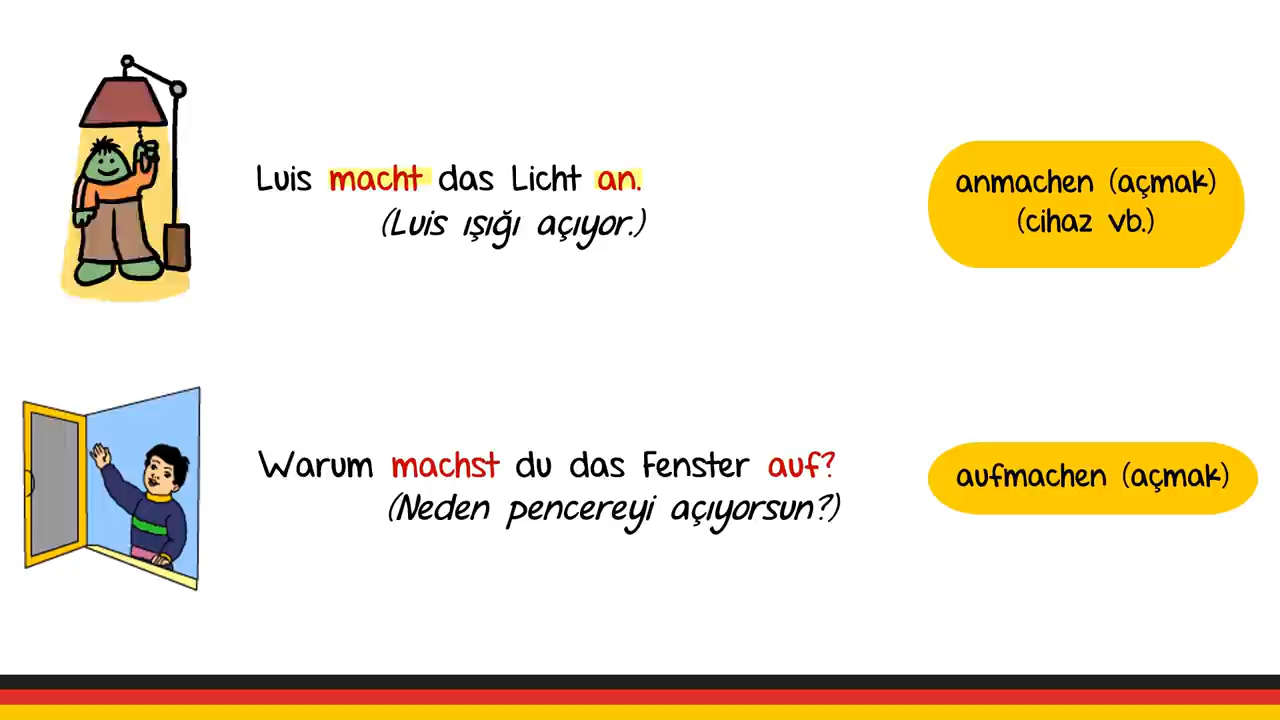 Luis macht das Licht an.
(Luis ışığı açıyor.)
anmachen (açmak)
(cihaz vb.)
Warum machst du das Fenster auf?
(Neden pencereyi açıyorsun?)
aufmachen (açmak)